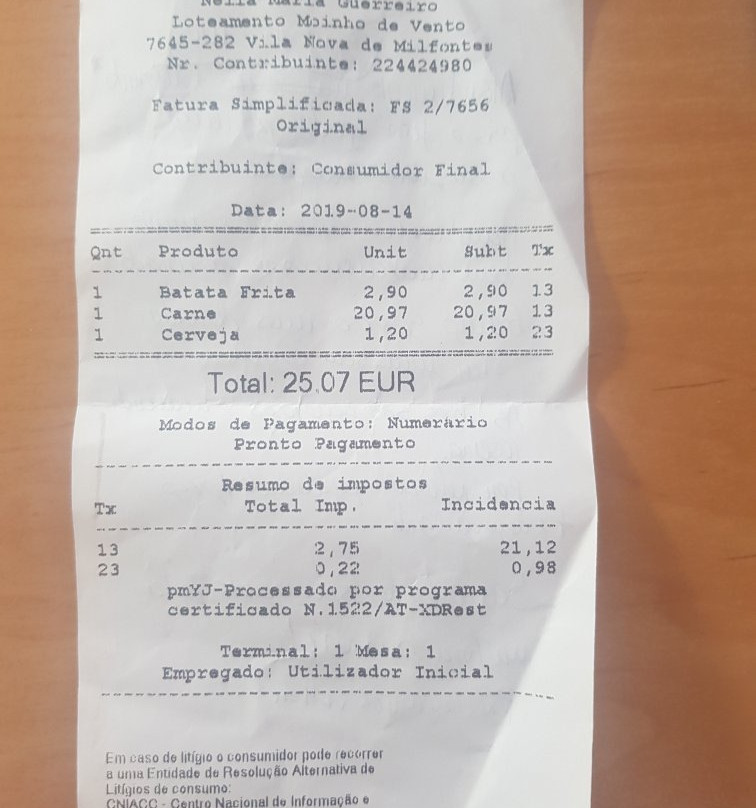 Maria Guerreiro
Loteamento Moinho de Vento
7645-282 Vila Nova de Milfontes
Nr. Contribuinte: 224424980
Fatura Simplificada: FS 2/7656
Original
Contribuinte: Consumidor Final
Data: 2019-08-14
Qnt Produto Unit Subt Tx
1 Batata Frita 2,90 2,90 13
1 Carne 20,97 20,97 13
1 Cerveja 1,20 1,20 23
Total: 25.07 EUR
Modos de Pagamento: Numerário
Pronto Pagamento
Resumo de impostos
Tx Total Imp. Incidencia
13 2,75 21,12
23 0,22 0,98
pmYJ-Processado por programa
certificado N.1522/AT-XDRest
Terminal: 1 Mesa: 1
Empregado: Utilizador Inicial
Em caso de litígio o consumidor pode recorrer
a uma Entidade de Resolução Alternativa de
Litígios de consumo:
CNIACC - Centro Nacional de Informação e